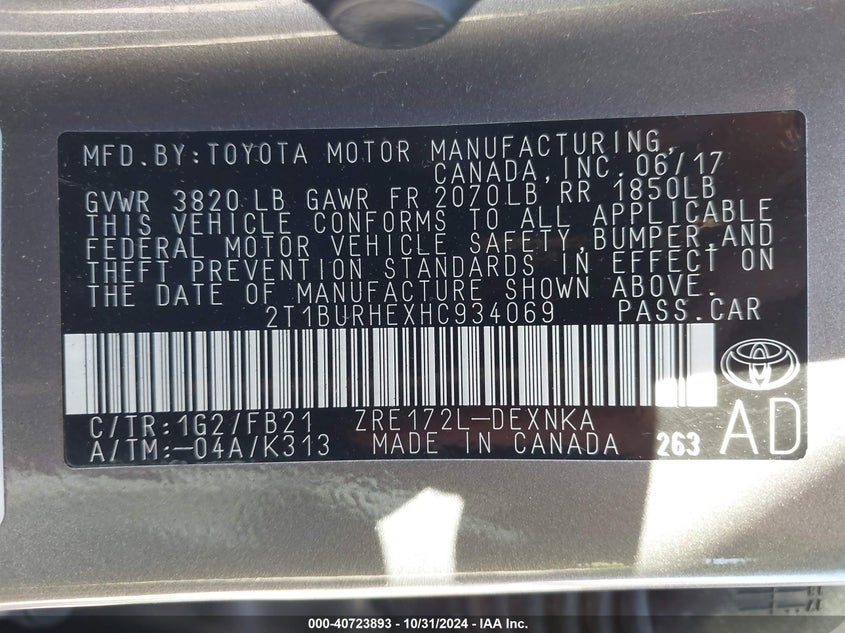 MFD.BY:TOYOTA MOTOR MANUFACTURING,
CANADA,INC.06/17
GVWR 3820 LB GAWR FR 2070LB RR 1850LB
THIS VEHICLE CONFORMS TO ALL APPLICABLE
FEDERAL MOTOR VEHICLE SAFETY,BUMPER,AND
THEFT PREVENTION STANDARDS IN EFFECT ON
THE DATE OF MANUFACTURE SHOWN ABOVE.
2T1BURHEXHC934069 PASS.CAR
C/TR:1G2/FB21 ZRE172L-DEXNKA
A/TM:-04A/K313 MADE IN CANADA 263 AD
000-40723893 - 10/31/2024 - IAA Inc.